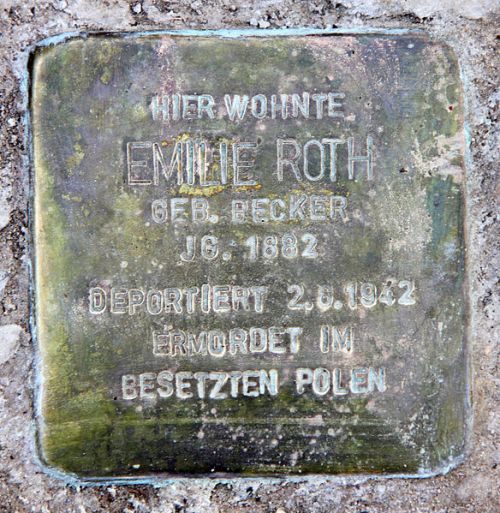 HIER WOHNTE
EMILIE ROTH
GEB. BECKER
JG. 1882
DEPORTIERT 2.6.1942
ERMORDET IM
BESETZTEN POLEN